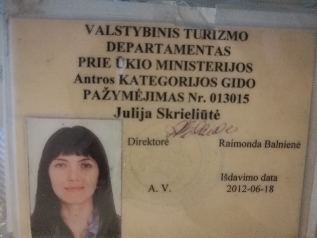 VALSTYBINIS TURIZMO
DEPARTAMENTAS
PRIE ŪKIO MINISTERIJOS
Antros KATEGORIJOS GIDO
PAŽYMĖJIMAS Nr. 013015
Julija Skrieliūtė
Direktorė Raimonda Balnienė
Išdavimo data
A. V. 2012-06-18